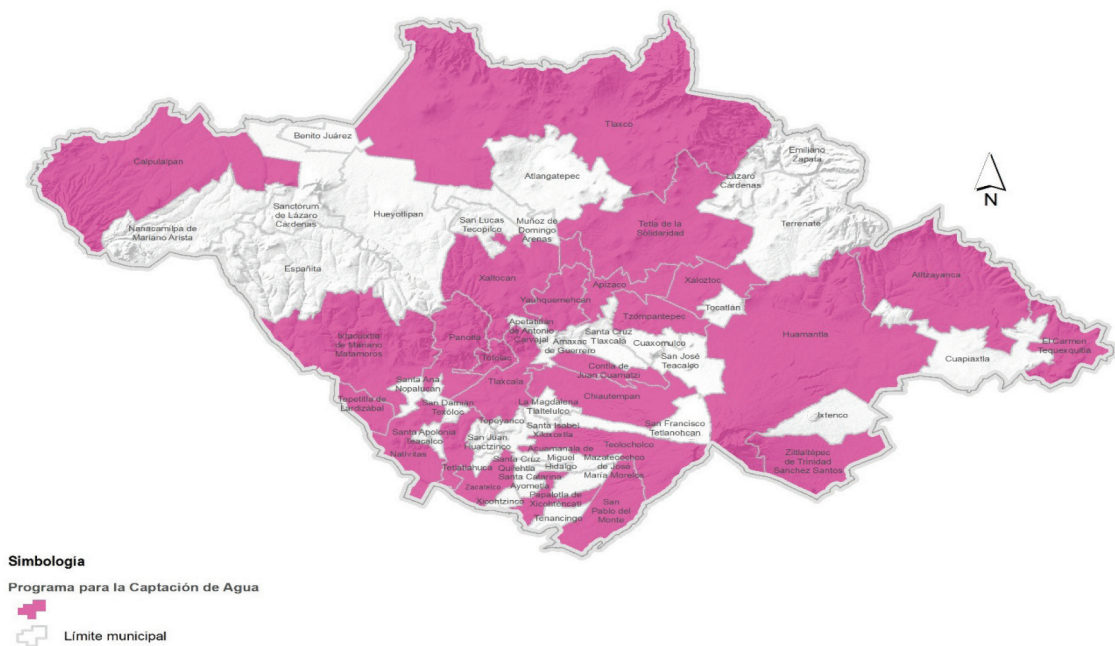 Tlaxco
Benito Juárez
Calpulalpan
Emiliano
Zapata
Atlangatepec
Lázaro
Cárdenas
Sanctorum
de Lázaro
Cárdenas
Hueyotlipan
San Lucas
Tecopilco
Muñoz de
Domingo
Arenas
Tetla de la
Solidaridad
Terrenate
Nanacamilpa de
Mariano Arista
Españita
Xaltocan
Apizaco
Xaloztoc
Atltzayanca
Yauhquemehcan
Tocatlán
Tzompantepec
Huamantla
Ixtacuixtla
de Mariano
Matamoros
Panotla
Apetatitlán
de Antonio
Carvajal
Santa Cruz
Tlaxcala
Amaxac
de Guerrero
Cuaxomulco
San José
Teacalco
El Carmen
Tequexquitla
Totolac
Cuapiaxtla
Contla de
Juan Cuamatzi
Santa Ana
Nopalucan
Tlaxcala
Chiautempan
Tepetitla de
Lardizábal
San Damián
Texóloc
La Magdalena
Tlaltelulco
Ixtenco
Tepeyanco
Santa Isabel
Xiloxoxtla
San Francisco
Tetlanohcan
Santa Apolonia
Teacalco
San Juan
Huactzinco
Teolocholco
Nativitas
Acuamanala de
Miguel
Hidalgo
Mazatecochco
de José
María Morelos
Santa Cruz
Quilehtla
Tetlatlahuca
Santa Catarina
Ayometla
Zitlaltépec
de Trinidad
Sánchez Santos
Zacatelco
Xicohtzinco
Papalotla de
Xicohténcatl
San
Pablo del
Monte
Tenancingo
N
Simbología
Programa para la Captación de Agua
Límite municipal